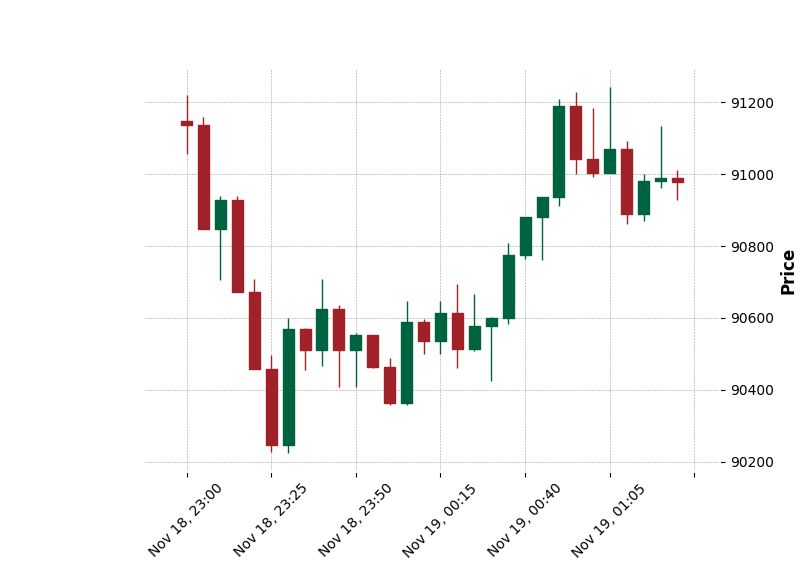 91200
91000
90800
90600
90400
90200
Price
Nov 18, 23:00
Nov 18, 23:25
Nov 18, 23:50
Nov 19, 00:15
Nov 19, 00:40
Nov 19, 01:05